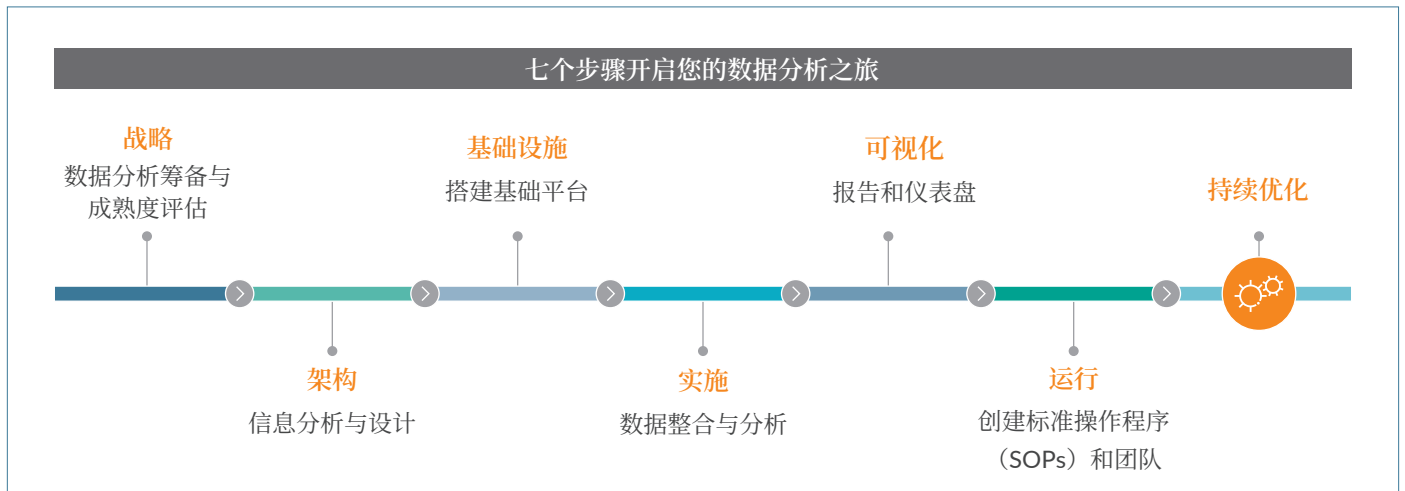 七个步骤开启您的数据分析之旅
战略
数据分析筹备与
成熟度评估
架构
信息分析与设计
基础设施
搭建基础平台
实施
数据整合与分析
可视化
报告和仪表盘
运行
创建标准操作程序
（SOPs）和团队
持续优化